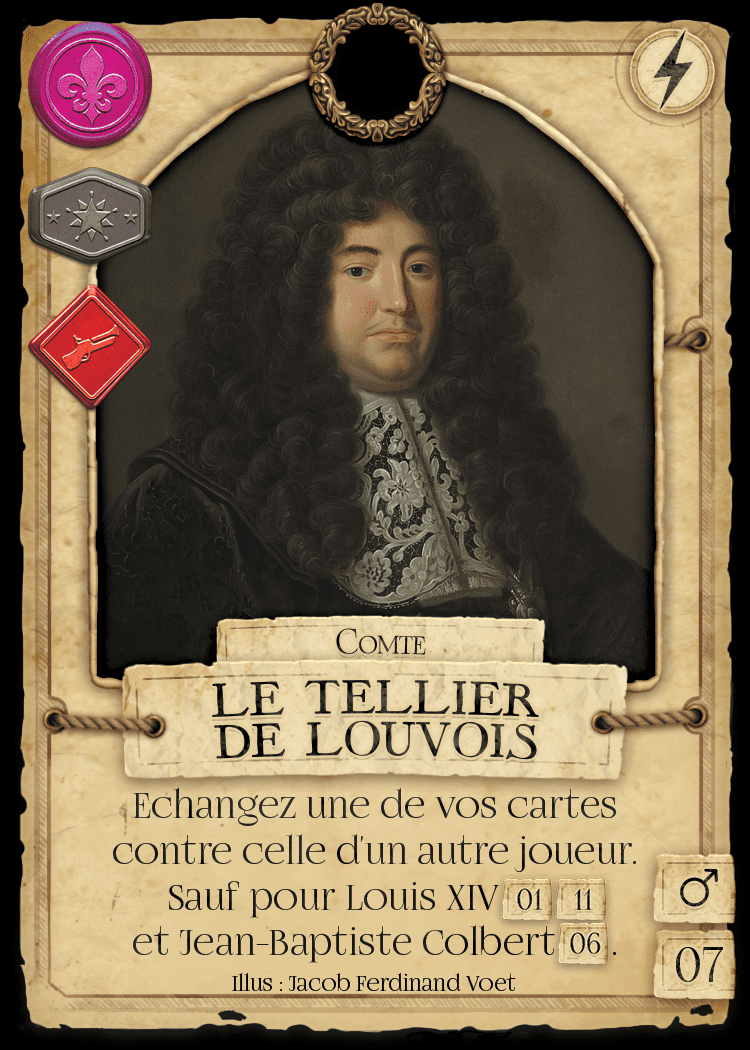 Comte
LE TELLIER
DE LOUVOIS
Echangez une de vos cartes
contre celle d'un autre joueur.
Sauf pour Louis XIV 01 11
et Jean-Baptiste Colbert 06 .
Illus : Jacob Ferdinand Voet
♂
07